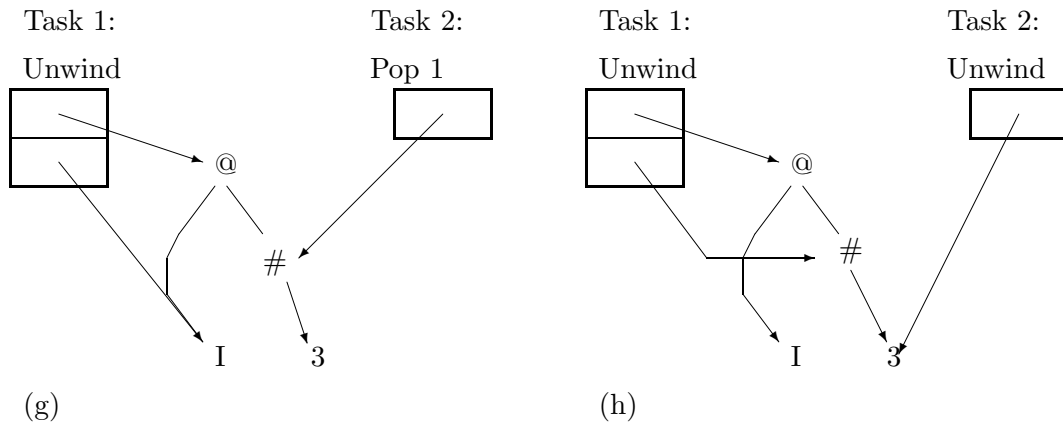 Task 1: Task 2: Task 1: Task 2:
Unwind Pop 1 Unwind Unwind
@ @
# #
I 3 I 3
(g) (h)